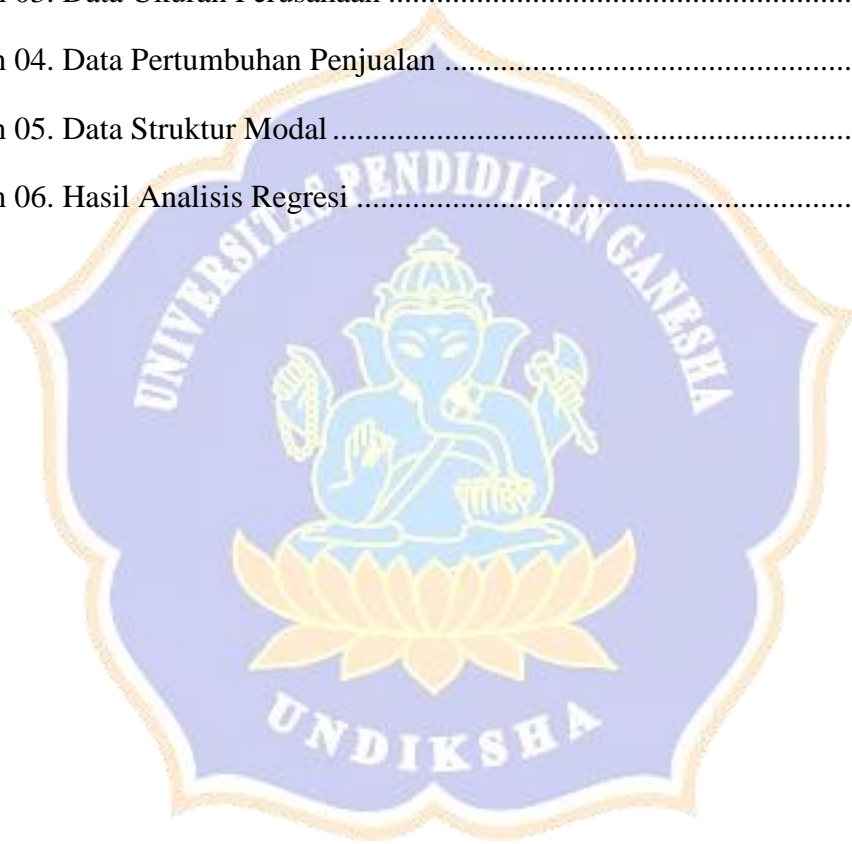 n 03. Data Ukuran Perusahaan ..............................................................
n 04. Data Pertumbuhan Penjualan ......................................................
n 05. Data Struktur Modal ......................................................................
n 06. Hasil Analisis Regresi ...................................................................
UNIVERSITAS PENDIDIKAN GANESHA
UNDIKSHA